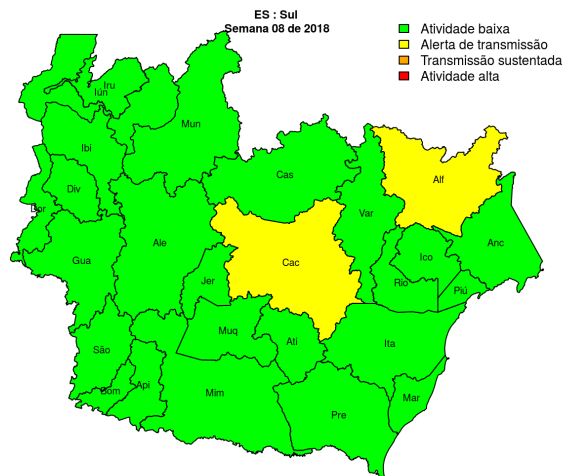 ES : Sul
Semana 08 de 2018
Atividade baixa
Alerta de transmissão
Transmissão sustentada
Atividade alta
Iru
Iún
Mun
Ibi
Cas
Alf
Div
Dor
Var
Ale
Anc
Gua
Cac
Ico
Jer
Rio
Piú
Muq
Ati
Ita
São
Bom
Api
Mim
Mar
Pre